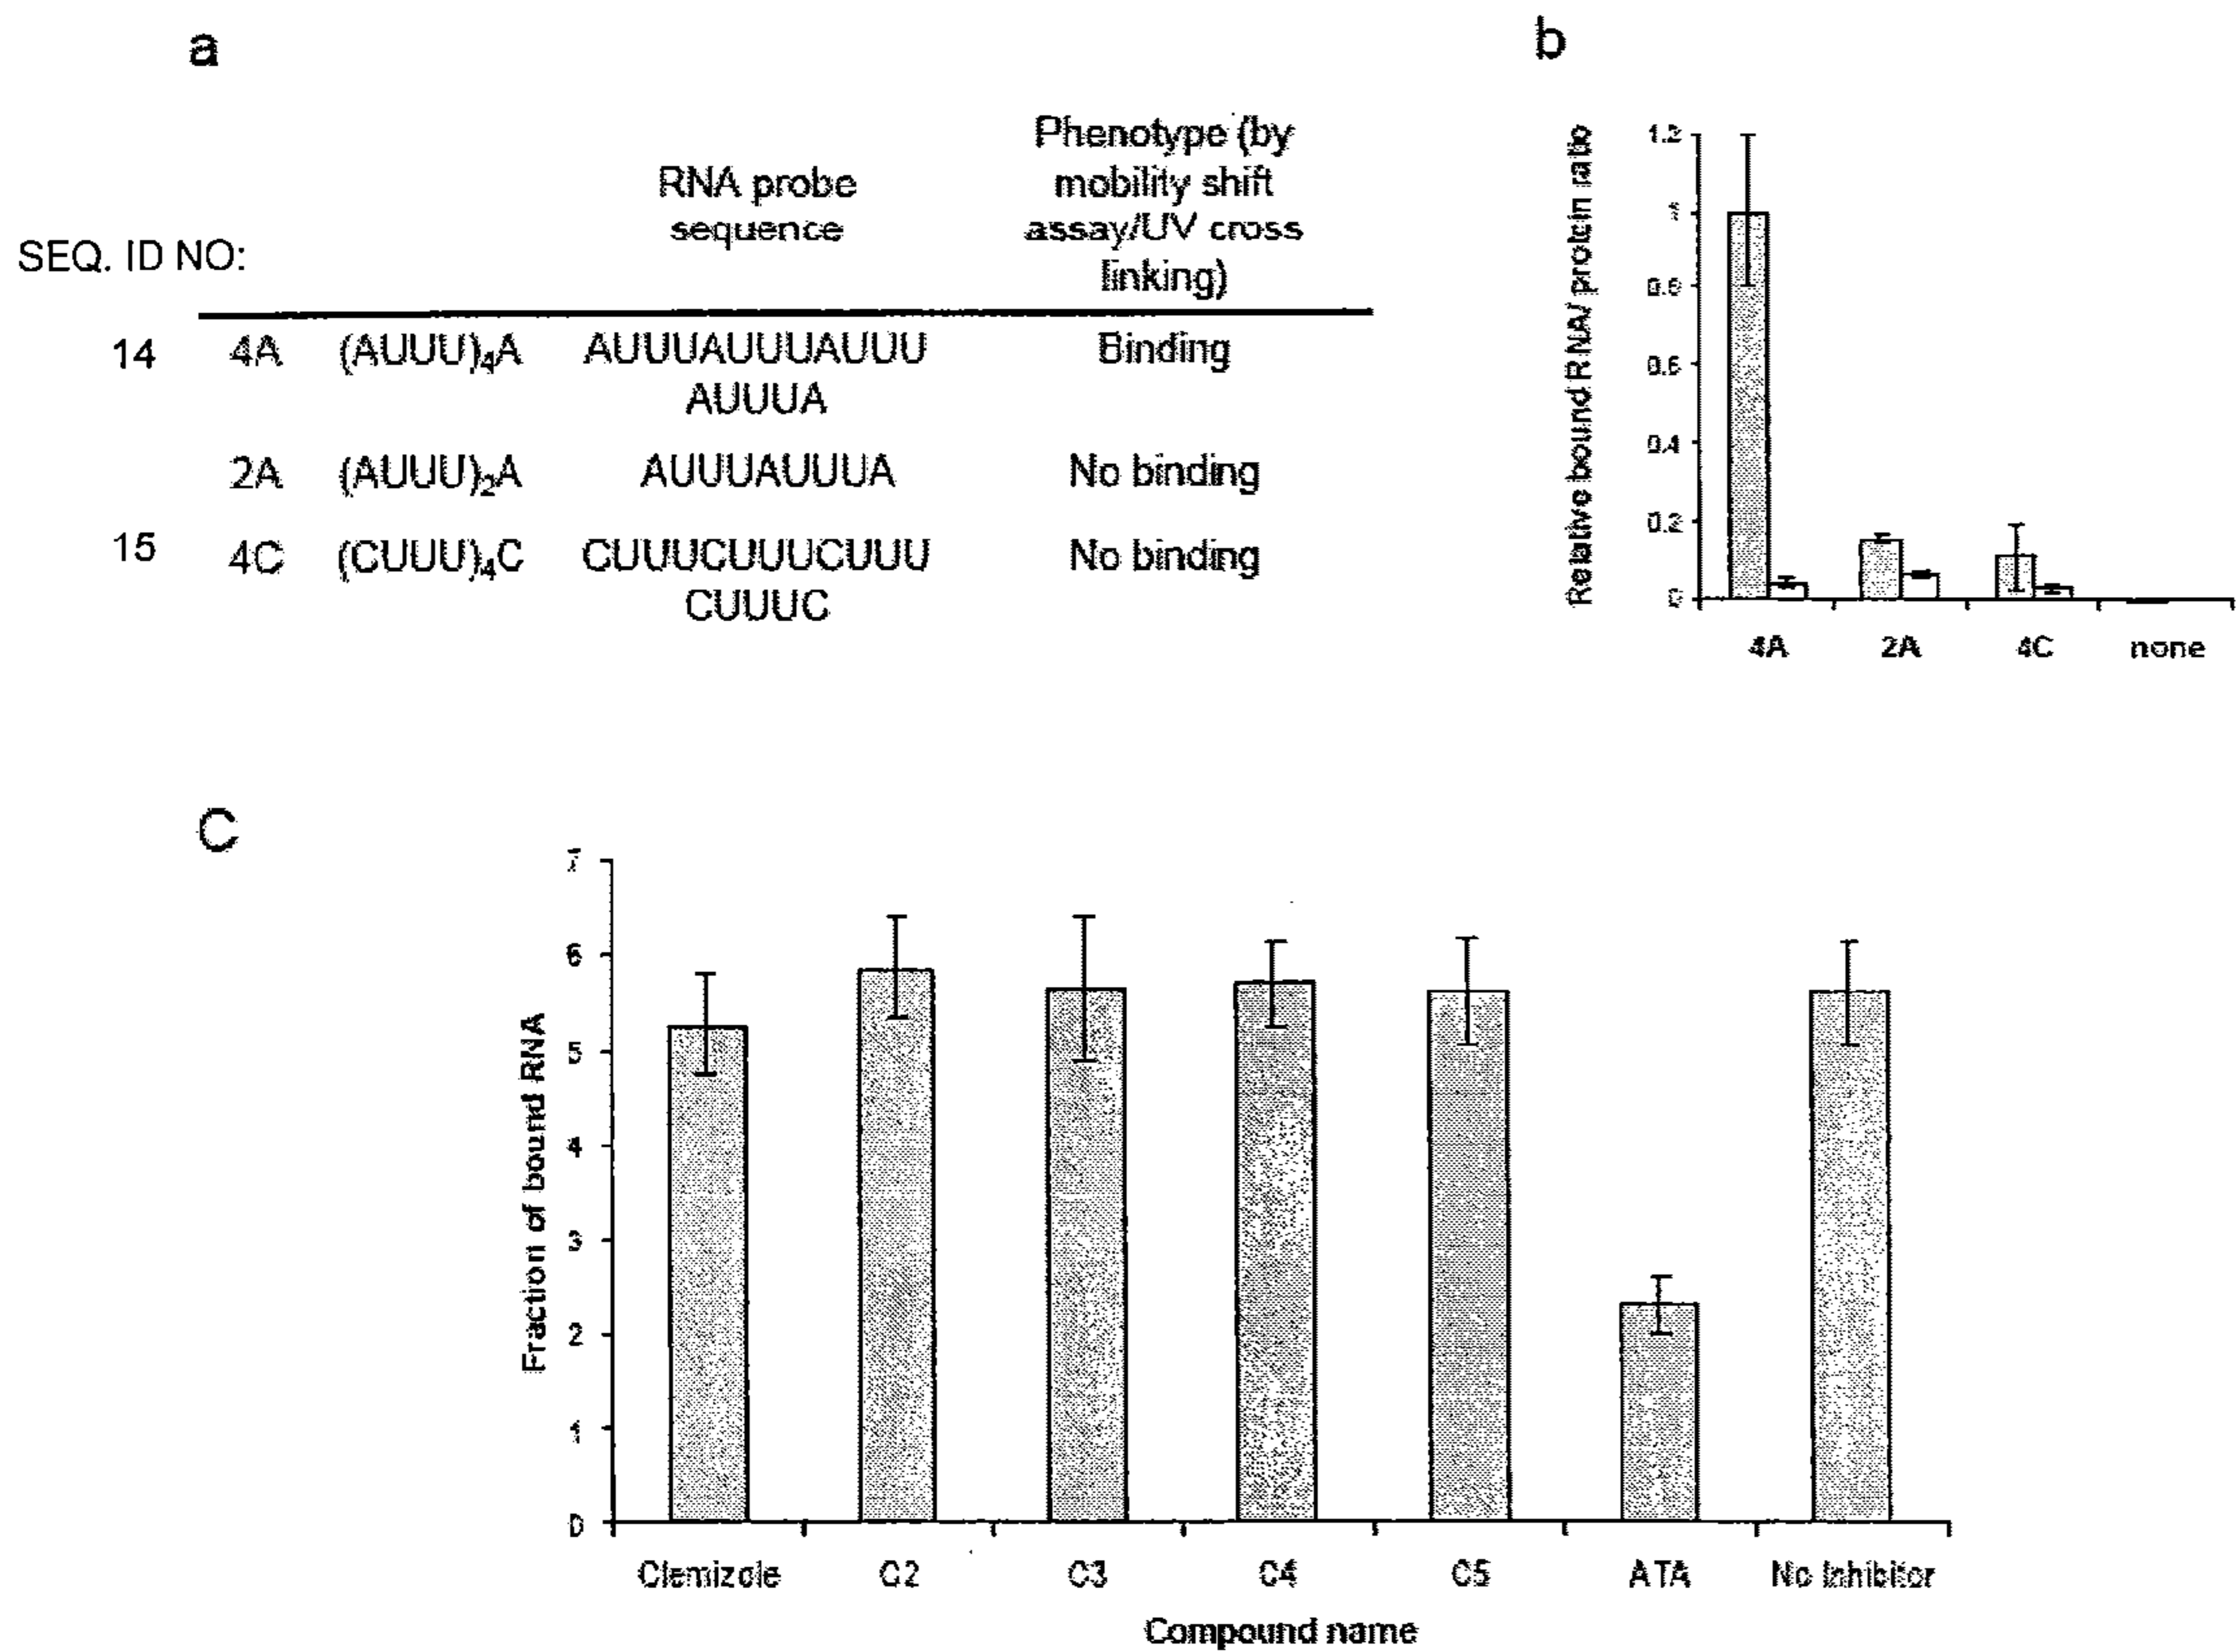 a
RNA probe
sequence
Phenotype (by
mobility shift
assay/UV cross
linking)
SEQ. ID NO:
14 4A (AUUU)₄A AUUUAUUUAUUU Binding
AUUUA
2A (AUUU)₂A AUUUAUUUA No binding
15 4C (CUUU)₄C CUUUCUUUCUUU No binding
CUUUC
b
Relative bound RNA/ protein ratio
1.2
1
0.8
0.6
0.4
0.2
0
4A 2A 4C none
C
Fraction of bound RNA
7
6
5
4
3
2
1
0
Clemizole C2 C3 C4 C5 ATA No Inhibitor
Compound name